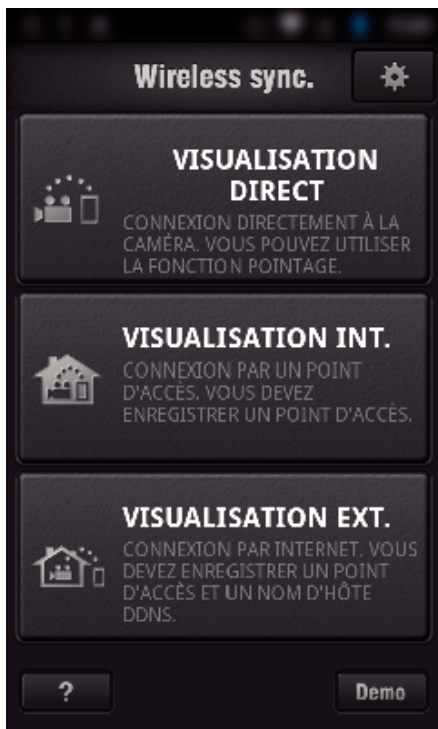 Wireless sync.
VISUALISATION
DIRECT
CONNEXION DIRECTEMENT À LA
CAMÉRA. VOUS POUVEZ UTILISER
LA FONCTION POINTAGE.
VISUALISATION INT.
CONNEXION PAR UN POINT
D'ACCÈS. VOUS DEVEZ
ENREGISTRER UN POINT D'ACCÈS.
VISUALISATION EXT.
CONNEXION PAR INTERNET. VOUS
DEVEZ ENREGISTRER UN POINT
D'ACCÈS ET UN NOM D'HÔTE
DDNS.
?
Demo